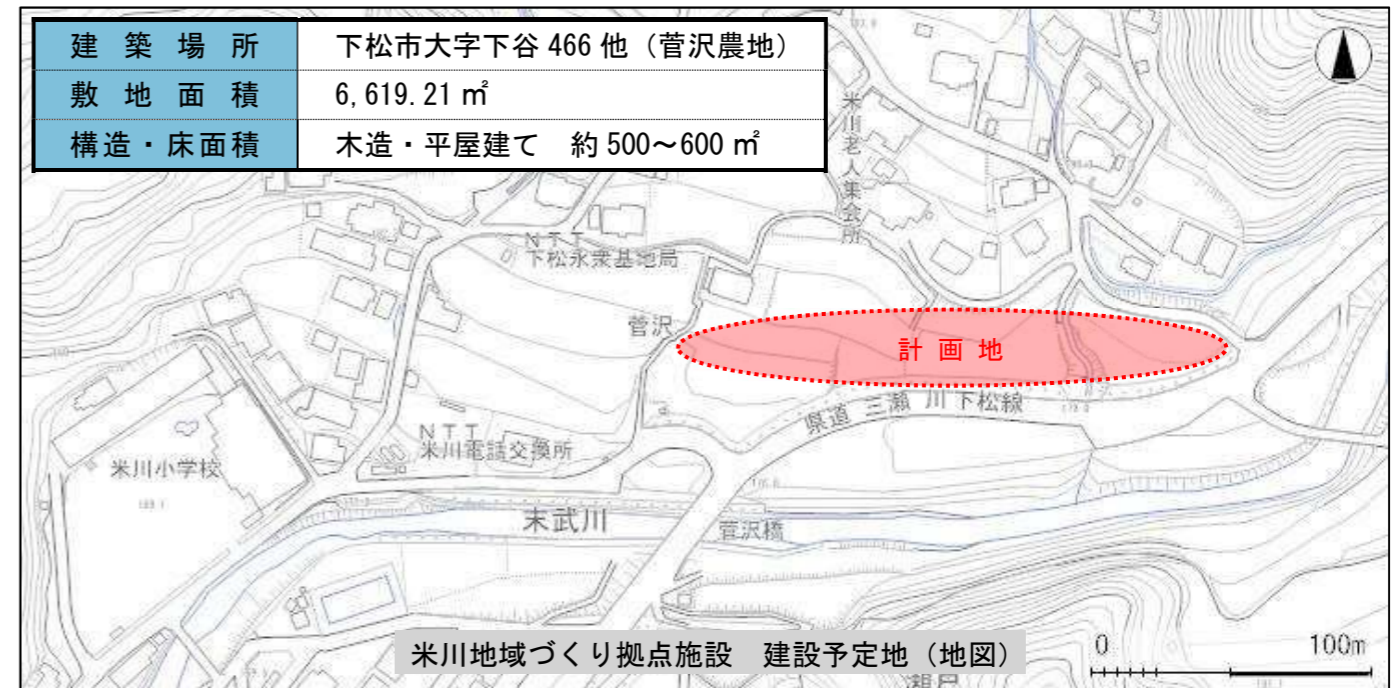 建築場所 下松市大字下谷 466 他（菅沢農地）
敷地面積 6,619.21 ㎡
構造・床面積 木造・平屋建て 約 500～600 ㎡
米川老人集会所
NTT
下松永衆基地局
菅沢
計画地
県道 三瀬川下松線
NTT
米川電話交換所
米川小学校
末武川
菅沢橋
米川地域づくり拠点施設 建設予定地（地図）
0 100m